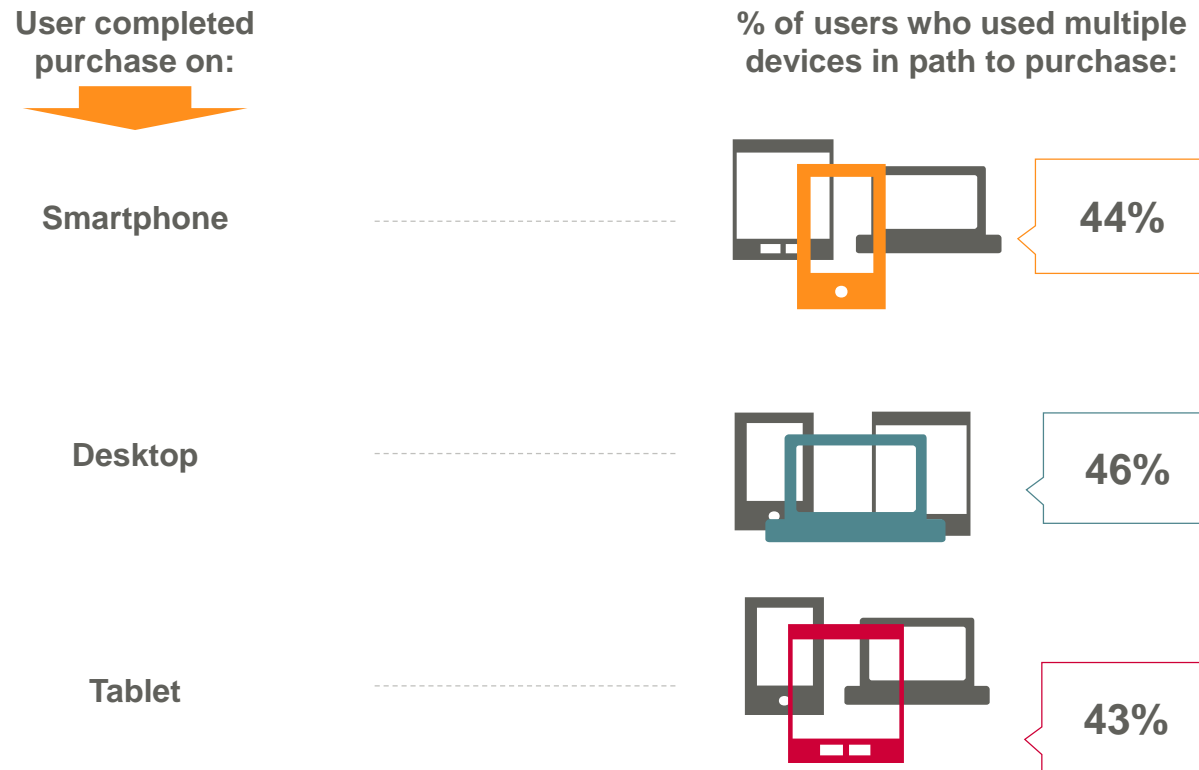 User completed
purchase on:
% of users who used multiple
devices in path to purchase:
Smartphone
44%
Desktop
46%
Tablet
43%